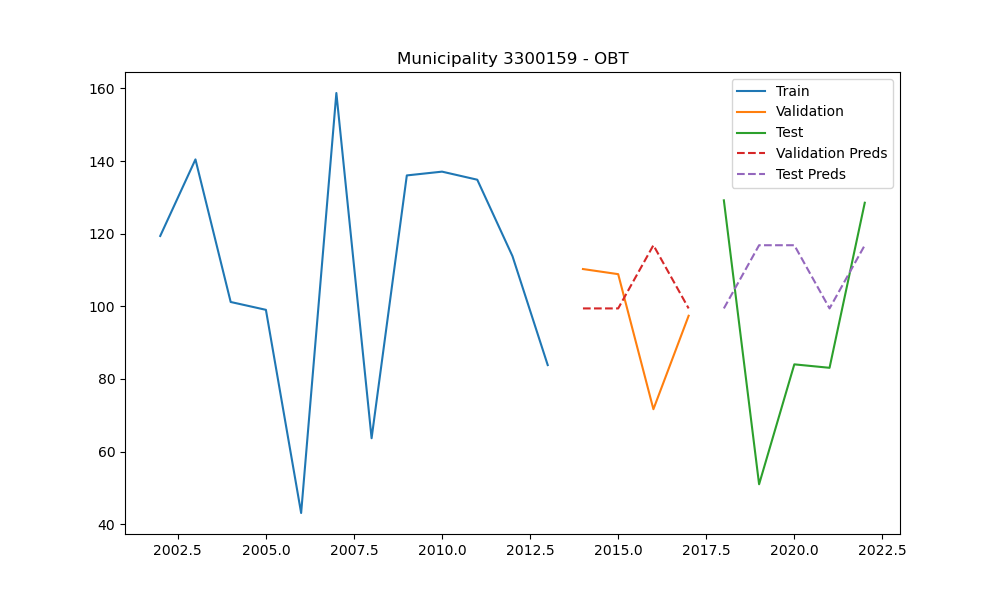 Municipality 3300159 - OBT
160
140
120
100
80
60
40
2002.5 2005.0 2007.5 2010.0 2012.5 2015.0 2017.5 2020.0 2022.5
Train
Validation
Test
Validation Preds
Test Preds